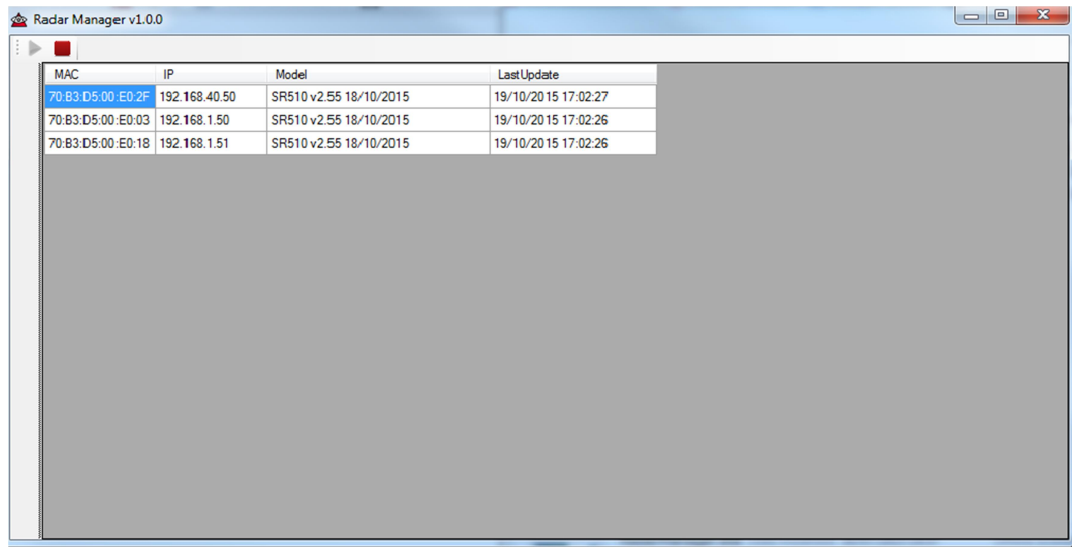 Radar Manager v1.0.0
MAC IP Model LastUpdate
70:B3:D5:00:E0:2F 192.168.40.50 SR510 v2.55 18/10/2015 19/10/2015 17:02:27
70:B3:D5:00:E0:03 192.168.1.50 SR510 v2.55 18/10/2015 19/10/2015 17:02:26
70:B3:D5:00:E0:18 192.168.1.51 SR510 v2.55 18/10/2015 19/10/2015 17:02:26